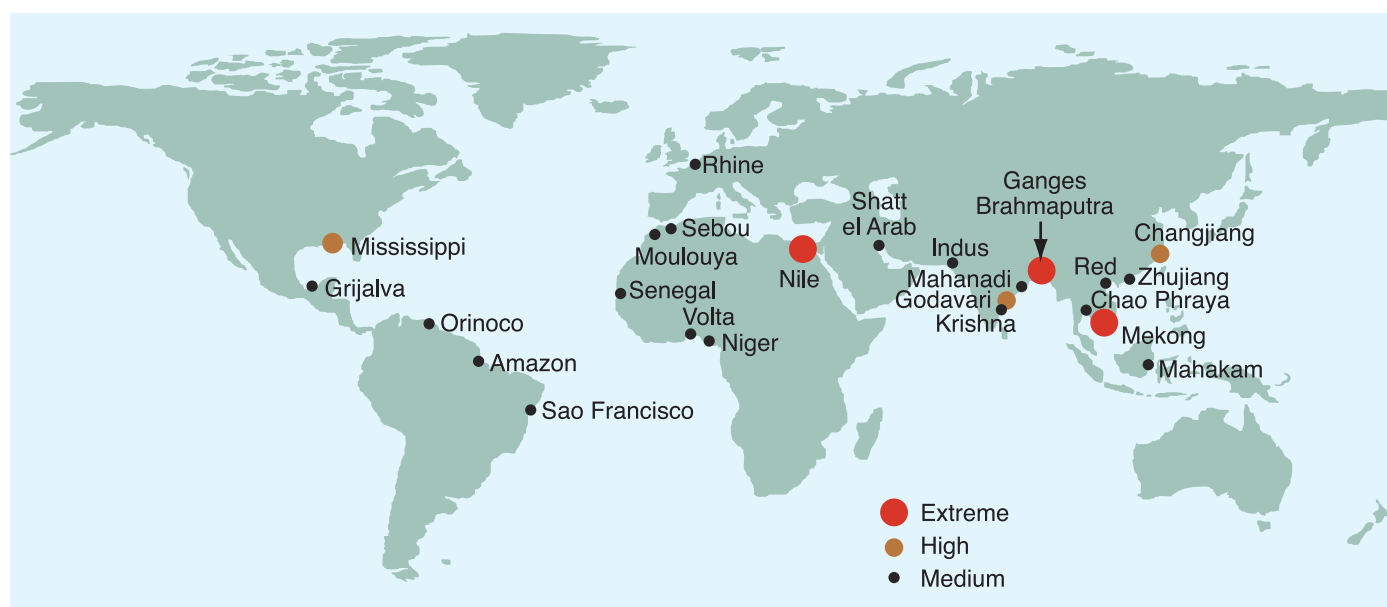 Rhine
Ganges
Brahmaputra
Shatt
el Arab
Sebou
Moulouya
Mississippi
Changjiang
Indus
Nile
Mahanadi
Red
Zhujiang
Grijalva
Senegal
Godavari
Chao Phraya
Krishna
Volta
Orinoco
Niger
Mekong
Amazon
Mahakam
Sao Francisco
Extreme
High
Medium